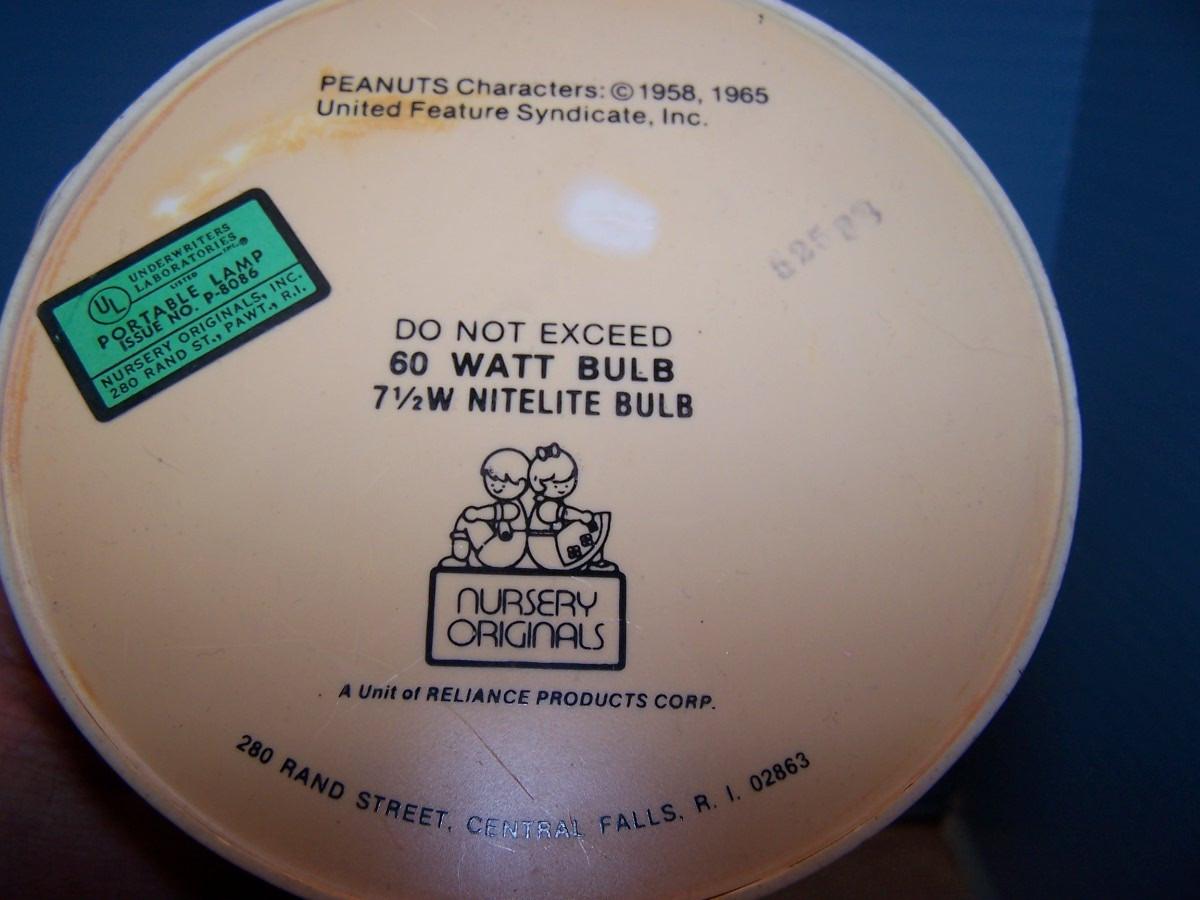 PEANUTS Characters: ©1958, 1965
United Feature Syndicate, Inc.
UL
UNDERWRITERS
LABORATORIES INC.®
LISTED
PORTABLE LAMP
ISSUE NO. P-8086
NURSERY ORIGINALS, INC.
280 RAND ST., PAWT., R.I.
DO NOT EXCEED
60 WATT BULB
7½W NITELITE BULB
NURSERY
ORIGINALS
A Unit of RELIANCE PRODUCTS CORP.
280 RAND STREET, CENTRAL FALLS, R. I. 02863